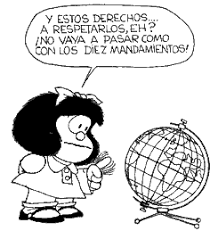 Y ESTOS DERECHOS...
A RESPETARLOS, EH?
¡NO VAYA A PASAR COMO
CON LOS DIEZ MANDAMIENTOS!